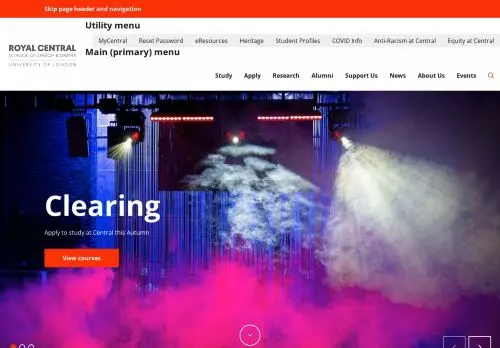 Skip page header and navigation
Utility menu
MyCentral Reset Password eResources Heritage Student Profiles COVID Info Anti-Racism at Central Equity at Central
ROYAL CENTRAL
SCHOOL OF SPEECH & DRAMA
UNIVERSITY OF LONDON
Main (primary) menu
Study Apply Research Alumni Support Us News About Us Events
Clearing
Apply to study at Central this Autumn
View courses